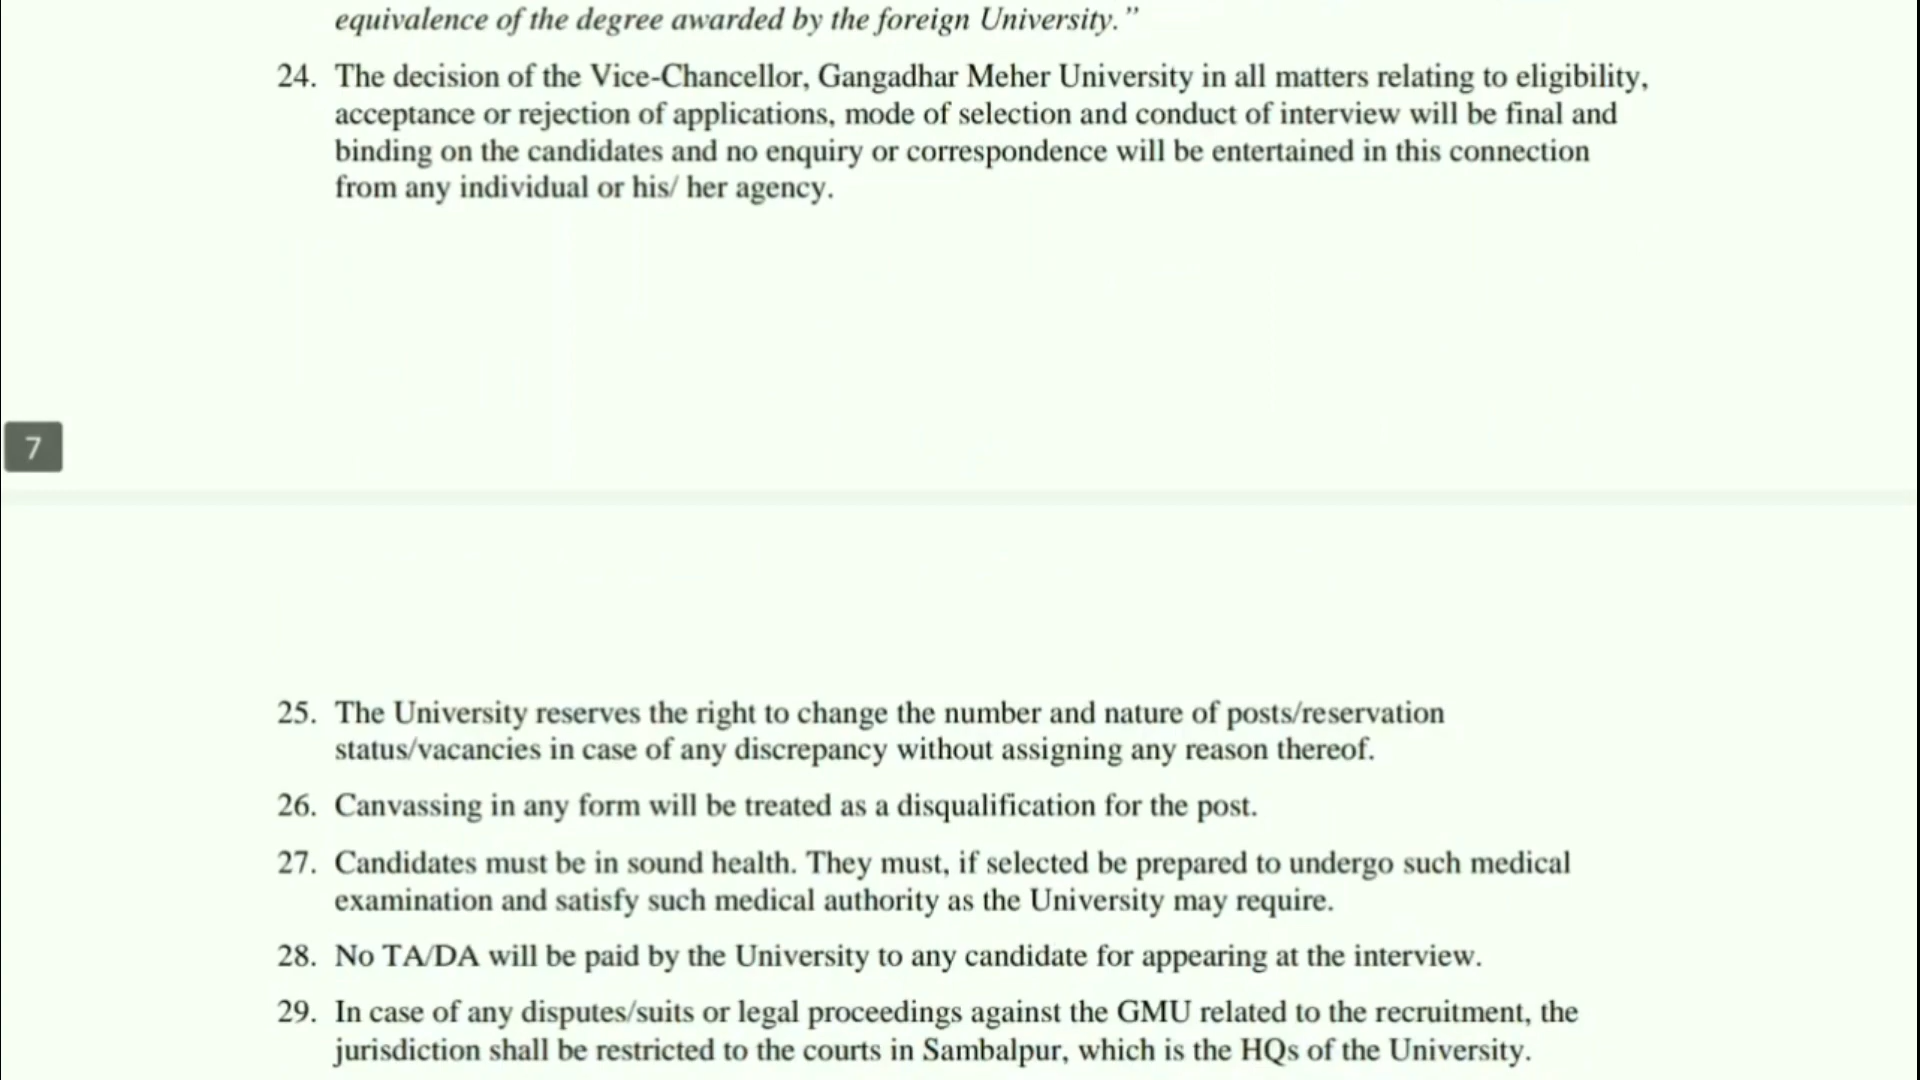 equivalence of the degree awarded by the foreign University.”
24. The decision of the Vice-Chancellor, Gangadhar Meher University in all matters relating to eligibility,
acceptance or rejection of applications, mode of selection and conduct of interview will be final and
binding on the candidates and no enquiry or correspondence will be entertained in this connection
from any individual or his/ her agency.
7
25. The University reserves the right to change the number and nature of posts/reservation
status/vacancies in case of any discrepancy without assigning any reason thereof.
26. Canvassing in any form will be treated as a disqualification for the post.
27. Candidates must be in sound health. They must, if selected be prepared to undergo such medical
examination and satisfy such medical authority as the University may require.
28. No TA/DA will be paid by the University to any candidate for appearing at the interview.
29. In case of any disputes/suits or legal proceedings against the GMU related to the recruitment, the
jurisdiction shall be restricted to the courts in Sambalpur, which is the HQs of the University.